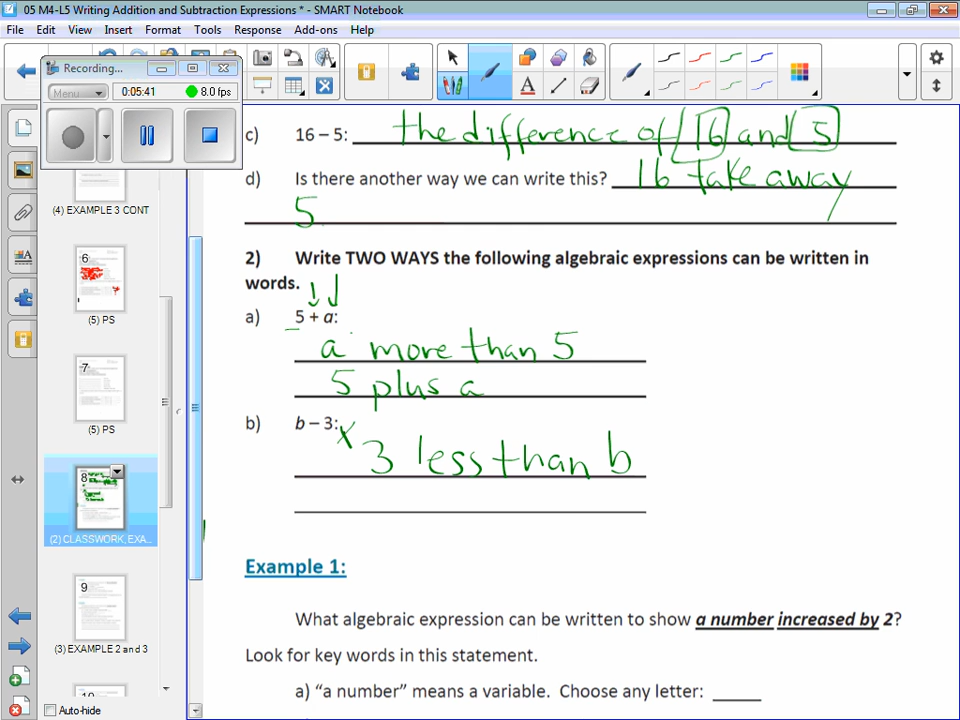 05 M4-L5 Writing Addition and Subtraction Expressions * - SMART Notebook
File Edit View Insert Format Tools Response Add-ons Help
Recording...
Menu 0:05:41 8.0 fps
c) 16 – 5: the difference of 16 and 5
d) Is there another way we can write this? 16 take away
5
(4) EXAMPLE 3 CONT
6
(5) PS
7
(5) PS
8
(2) CLASSWORK, EXA...
9
(3) EXAMPLE 2 and 3
10
Auto-hide
2) Write TWO WAYS the following algebraic expressions can be written in
words.
a) 5 + a:
a more than 5
5 plus a
b) b – 3:
3 less than b
Example 1:
What algebraic expression can be written to show a number increased by 2?
Look for key words in this statement.
a) “a number” means a variable. Choose any letter: _____